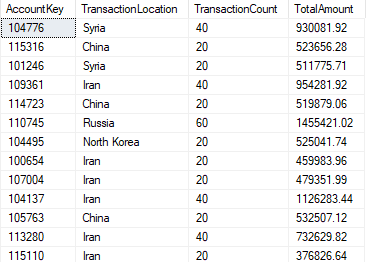 AccountKey TransactionLocation TransactionCount TotalAmount
104776 Syria 40 930081.92
115316 China 20 523656.28
101246 Syria 20 511775.71
109361 Iran 40 954281.92
114723 China 20 519879.06
110745 Russia 60 1455421.02
104495 North Korea 20 525041.74
100654 Iran 20 459983.96
107004 Iran 20 479351.99
104137 Iran 40 1126283.44
105763 China 20 532507.12
113280 Iran 40 732629.82
115110 Iran 20 376826.64